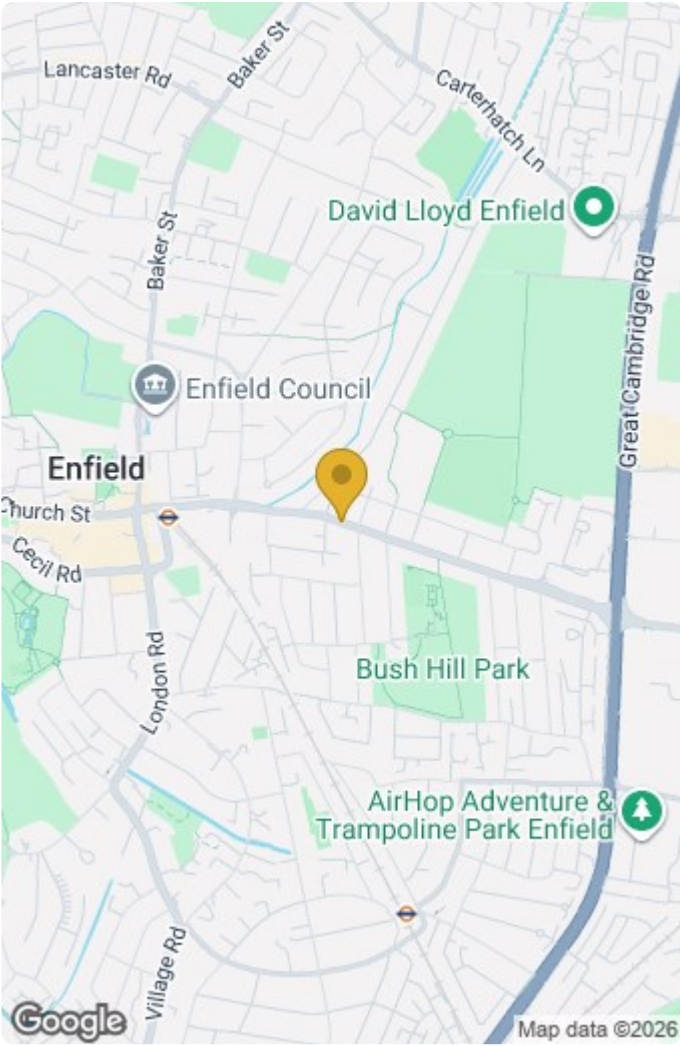 Lancaster Rd
Baker St
Carterhatch Ln
David Lloyd Enfield
Baker St
Great Cambridge Rd
Enfield Council
Enfield
Church St
Cecil Rd
London Rd
Bush Hill Park
AirHop Adventure &
Trampoline Park Enfield
Village Rd
Google
Map data ©2026